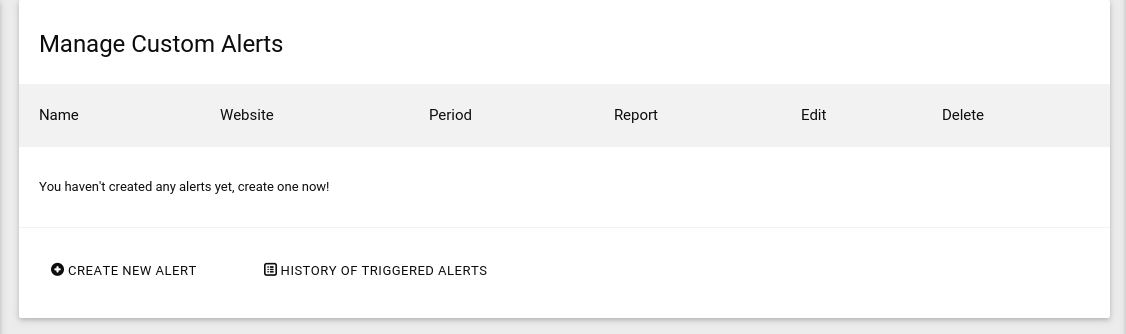 Manage Custom Alerts
Name Website Period Report Edit Delete
You haven't created any alerts yet, create one now!
CREATE NEW ALERT HISTORY OF TRIGGERED ALERTS